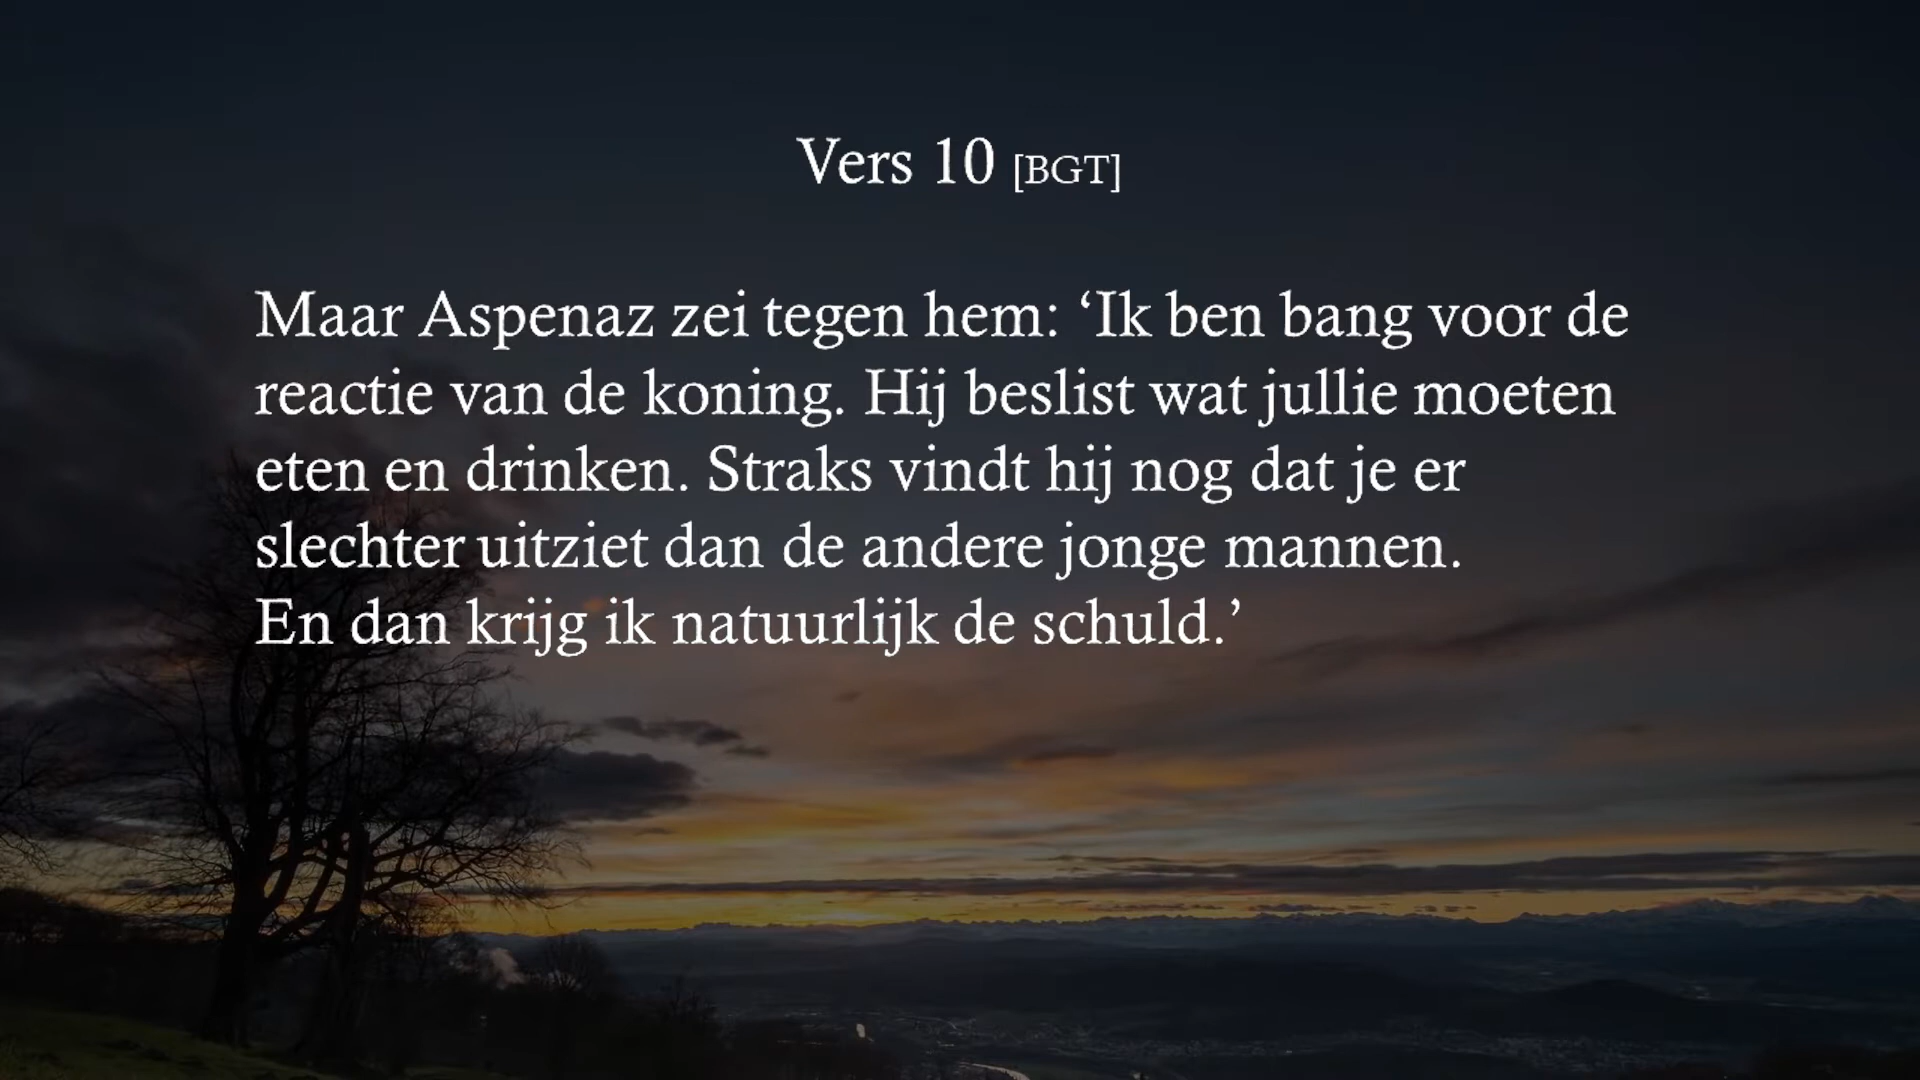 Vers 10 [BGT]
Maar Aspenaz zei tegen hem: ‘Ik ben bang voor de
reactie van de koning. Hij beslist wat jullie moeten
eten en drinken. Straks vindt hij nog dat je er
slechter uitziet dan de andere jonge mannen.
En dan krijg ik natuurlijk de schuld.’